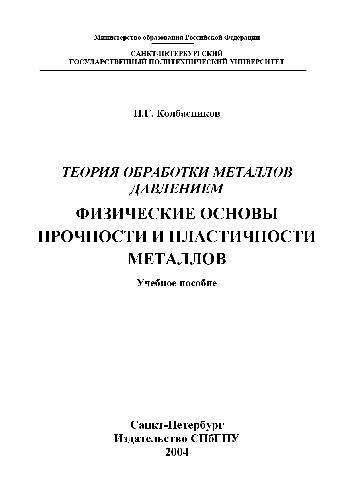 Министерство образования Российской Федерации
САНКТ-ПЕТЕРБУРГСКИЙ
ГОСУДАРСТВЕННЫЙ ПОЛИТЕХНИЧЕСКИЙ УНИВЕРСИТЕТ
Н.Г. Колбасников
ТЕОРИЯ ОБРАБОТКИ МЕТАЛЛОВ
ДАВЛЕНИЕМ
ФИЗИЧЕСКИЕ ОСНОВЫ
ПРОЧНОСТИ И ПЛАСТИЧНОСТИ
МЕТАЛЛОВ
Учебное пособие
Санкт-Петербург
Издательство СПбГПУ
2004